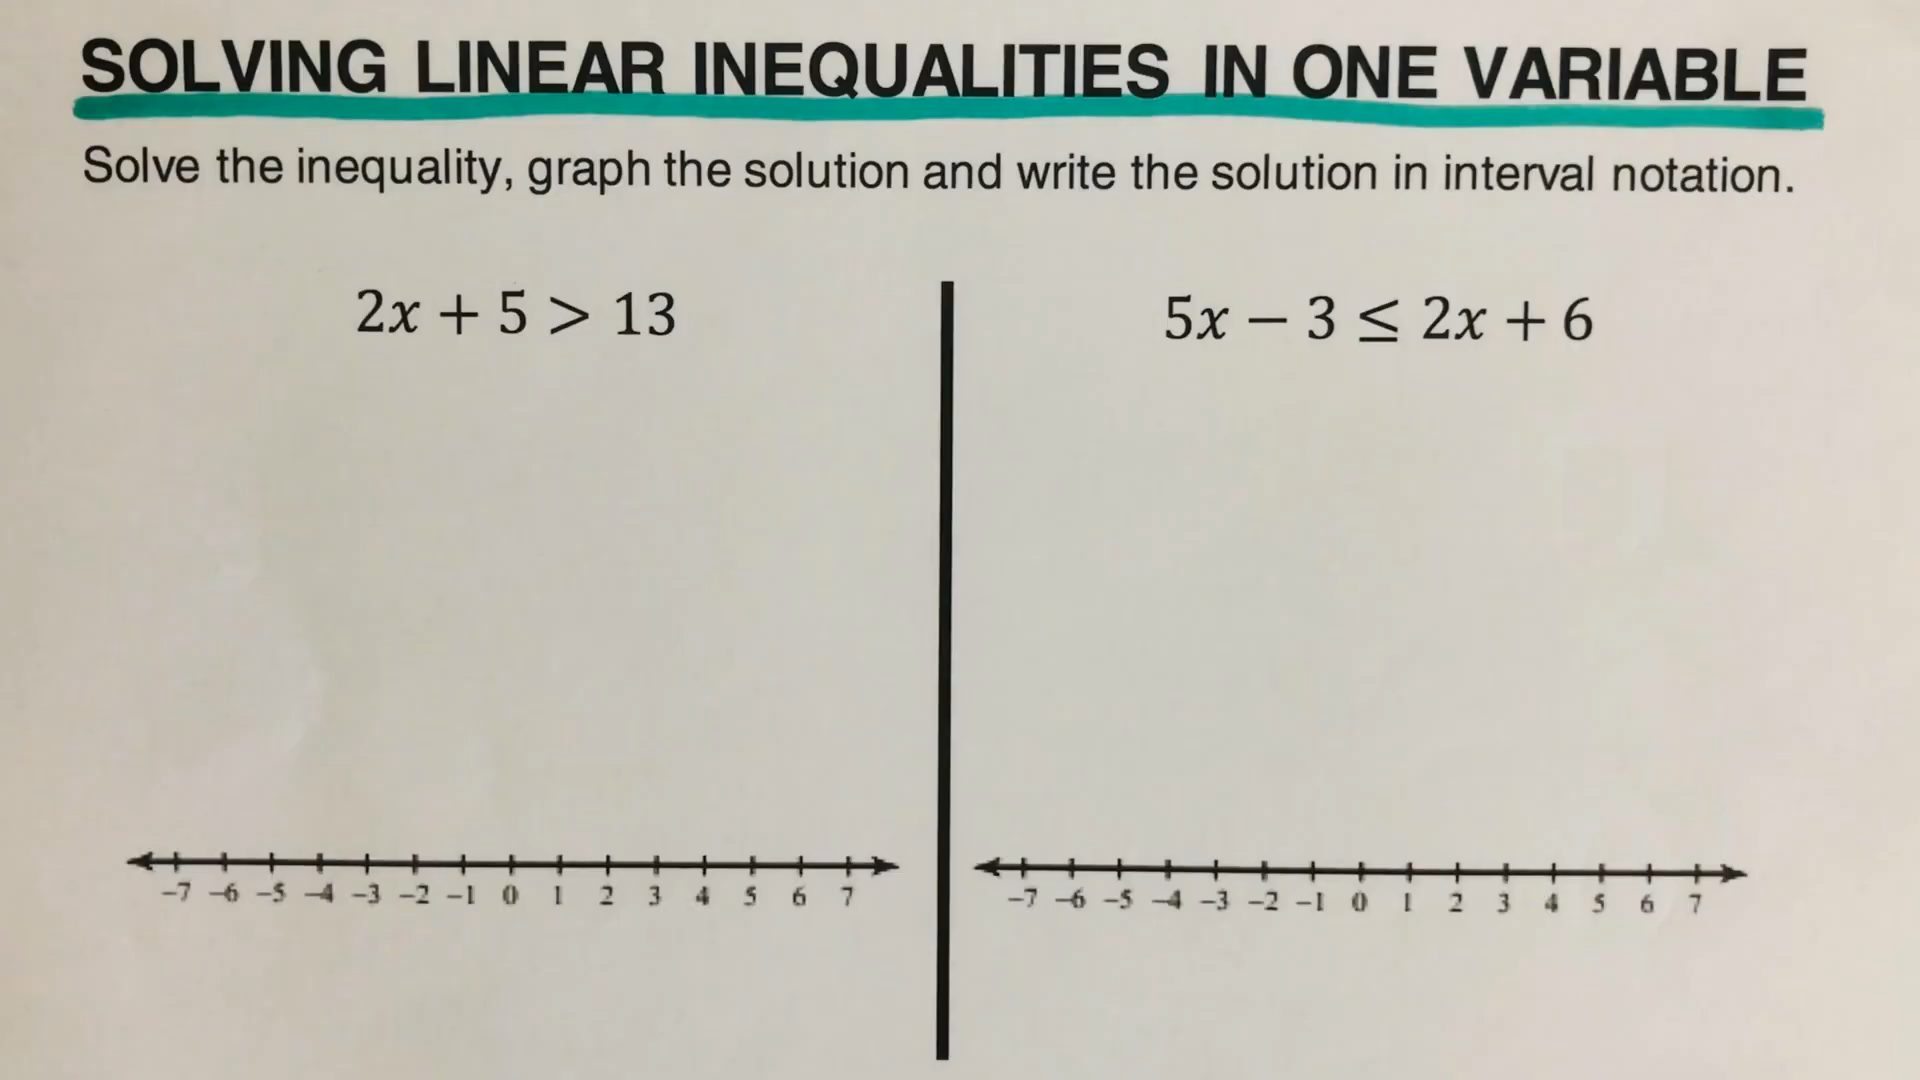 SOLVING LINEAR INEQUALITIES IN ONE VARIABLE
Solve the inequality, graph the solution and write the solution in interval notation.
2x + 5 > 13
5x − 3 ≤ 2x + 6
−7 −6 −5 −4 −3 −2 −1 0 1 2 3 4 5 6 7
−7 −6 −5 −4 −3 −2 −1 0 1 2 3 4 5 6 7